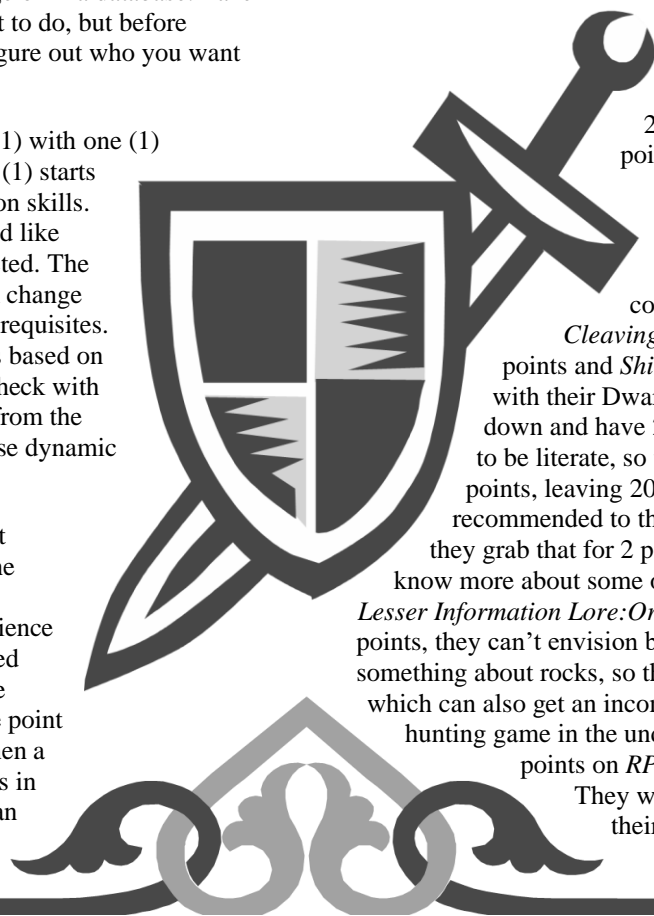 t to do, but before
gure out who you want
1) with one (1)
(1) starts
on skills.
d like
ted. The
change
requisites.
s based on
heck with
from the
se dynamic
t
ne
ience
ed
e
point
hen a
s in
an
2
poi
co
Cleaving
points and Shi
with their Dwar
down and have
to be literate, so
points, leaving 20
recommended to th
they grab that for 2 p
know more about some o
Lesser Information Lore:Or
points, they can’t envision b
something about rocks, so th
which can also get an incor
hunting game in the und
points on RP
They w
their